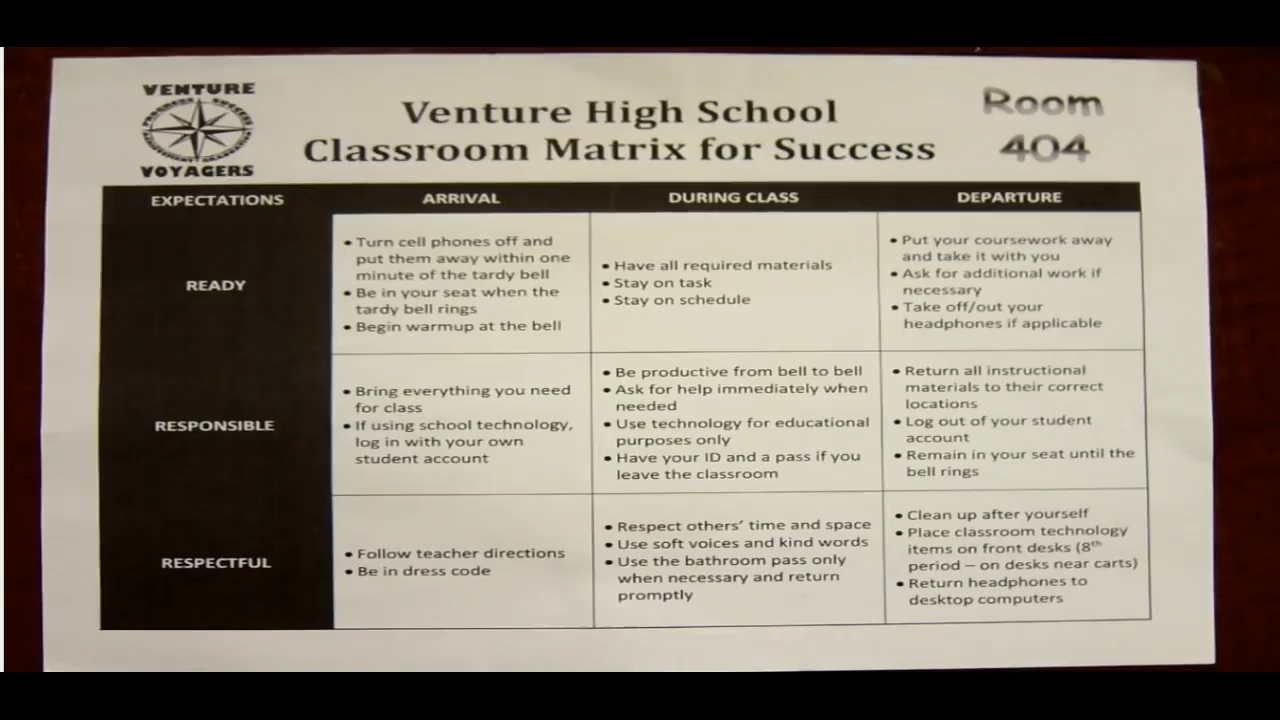 VENTURE
VOYAGERS
Venture High School
Classroom Matrix for Success
Room
404
EXPECTATIONS
ARRIVAL
DURING CLASS
DEPARTURE
READY
• Turn cell phones off and
put them away within one
minute of the tardy bell
• Be in your seat when the
tardy bell rings
• Begin warmup at the bell
• Have all required materials
• Stay on task
• Stay on schedule
• Put your coursework away
and take it with you
• Ask for additional work if
necessary
• Take off/out your
headphones if applicable
RESPONSIBLE
• Bring everything you need
for class
• If using school technology,
log in with your own
student account
• Be productive from bell to bell
• Ask for help immediately when
needed
• Use technology for educational
purposes only
• Have your ID and a pass if you
leave the classroom
• Return all instructional
materials to their correct
locations
• Log out of your student
account
• Remain in your seat until the
bell rings
RESPECTFUL
• Follow teacher directions
• Be in dress code
• Respect others' time and space
• Use soft voices and kind words
• Use the bathroom pass only
when necessary and return
promptly
• Clean up after yourself
• Place classroom technology
items on front desks (8th
period – on desks near carts)
• Return headphones to
desktop computers